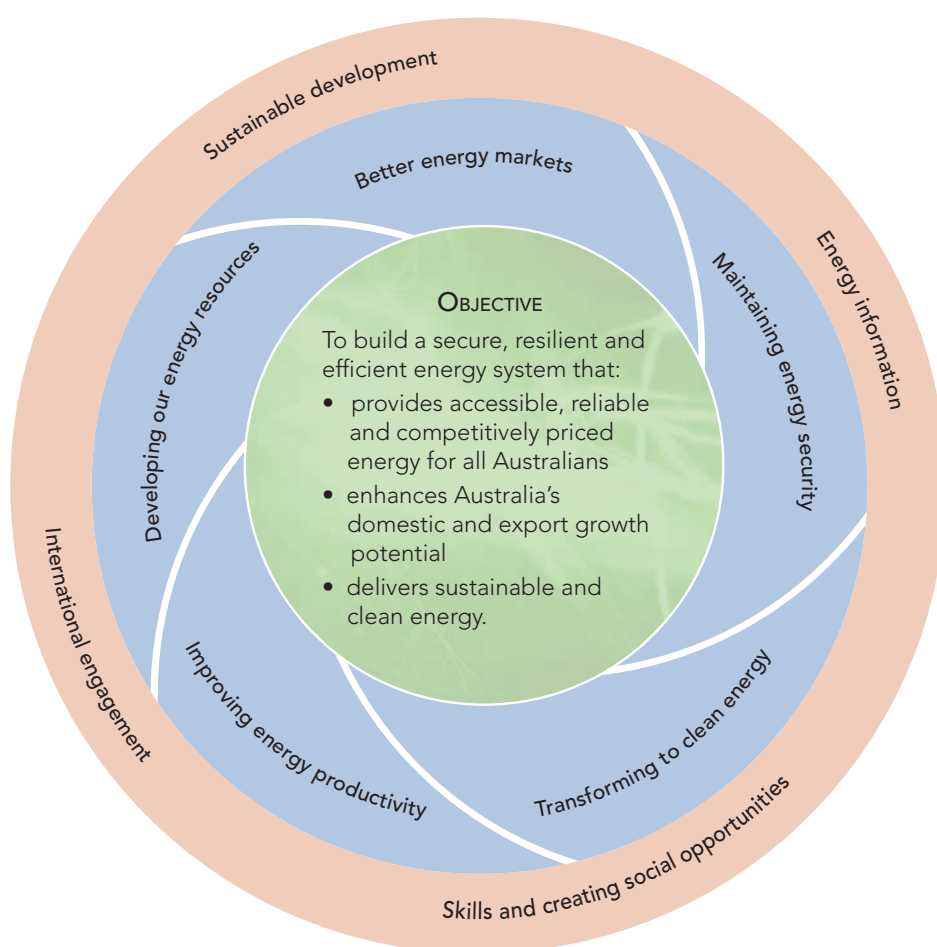 Sustainable development
Better energy markets
Energy information
Maintaining energy security
Developing our energy resources
OBJECTIVE
To build a secure, resilient and
efficient energy system that:
• provides accessible, reliable
and competitively priced
energy for all Australians
• enhances Australia’s
domestic and export growth
potential
• delivers sustainable and
clean energy.
International engagement
Improving energy productivity
Transforming to clean energy
Skills and creating social opportunities